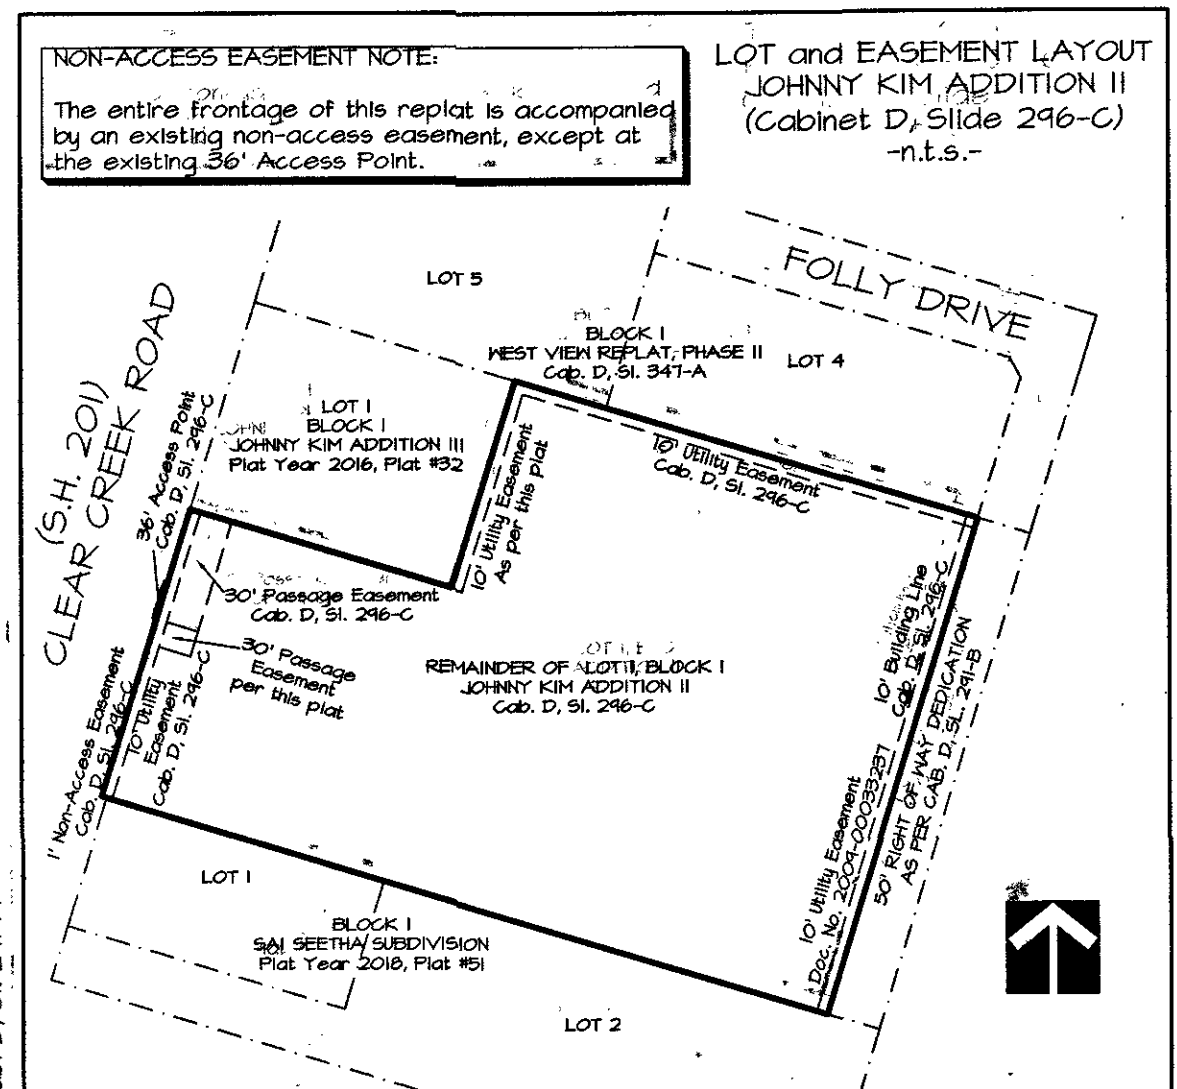 NON-ACCESS EASEMENT NOTE:
The entire frontage of this replat is accompanied
by an existing non-access easement, except at
the existing 36' Access Point.
LOT and EASEMENT LAYOUT
JOHNNY KIM ADDITION II
(Cabinet D, Slide 296-C)
-n.t.s.-
FOLLY DRIVE
LOT 5
BLOCK 1
WEST VIEW REPLAT, PHASE II
Cab. D, Sl. 347-A
LOT 4
(S.H. 201)
CLEAR CREEK ROAD
36' Access Point
Cab. D, Sl. 296-C
LOT 1
BLOCK 1
JOHNNY KIM ADDITION III
Plat Year 2016, Plat #32
10' Utility Easement
As per this plat
10' Utility Easement
Cab. D, Sl. 296-C
30' Passage Easement
Cab. D, Sl. 296-C
30' Passage
Easement
per this plat
REMAINDER OF LOT 1, BLOCK 1
JOHNNY KIM ADDITION II
Cab. D, Sl. 296-C
10' Building Line
Cab. D, Sl. 296-C
1' Non-Access Easement
Cab. D, Sl. 296-C
10' Utility
Easement
Cab. D, Sl. 296-C
10' Utility Easement
Doc. No. 2009-00033237
50' RIGHT OF WAY DEDICATION
AS PER CAB. D, SL. 291-B
LOT 1
BLOCK 1
SAI SEETHA SUBDIVISION
Plat Year 2018, Plat #51
LOT 2